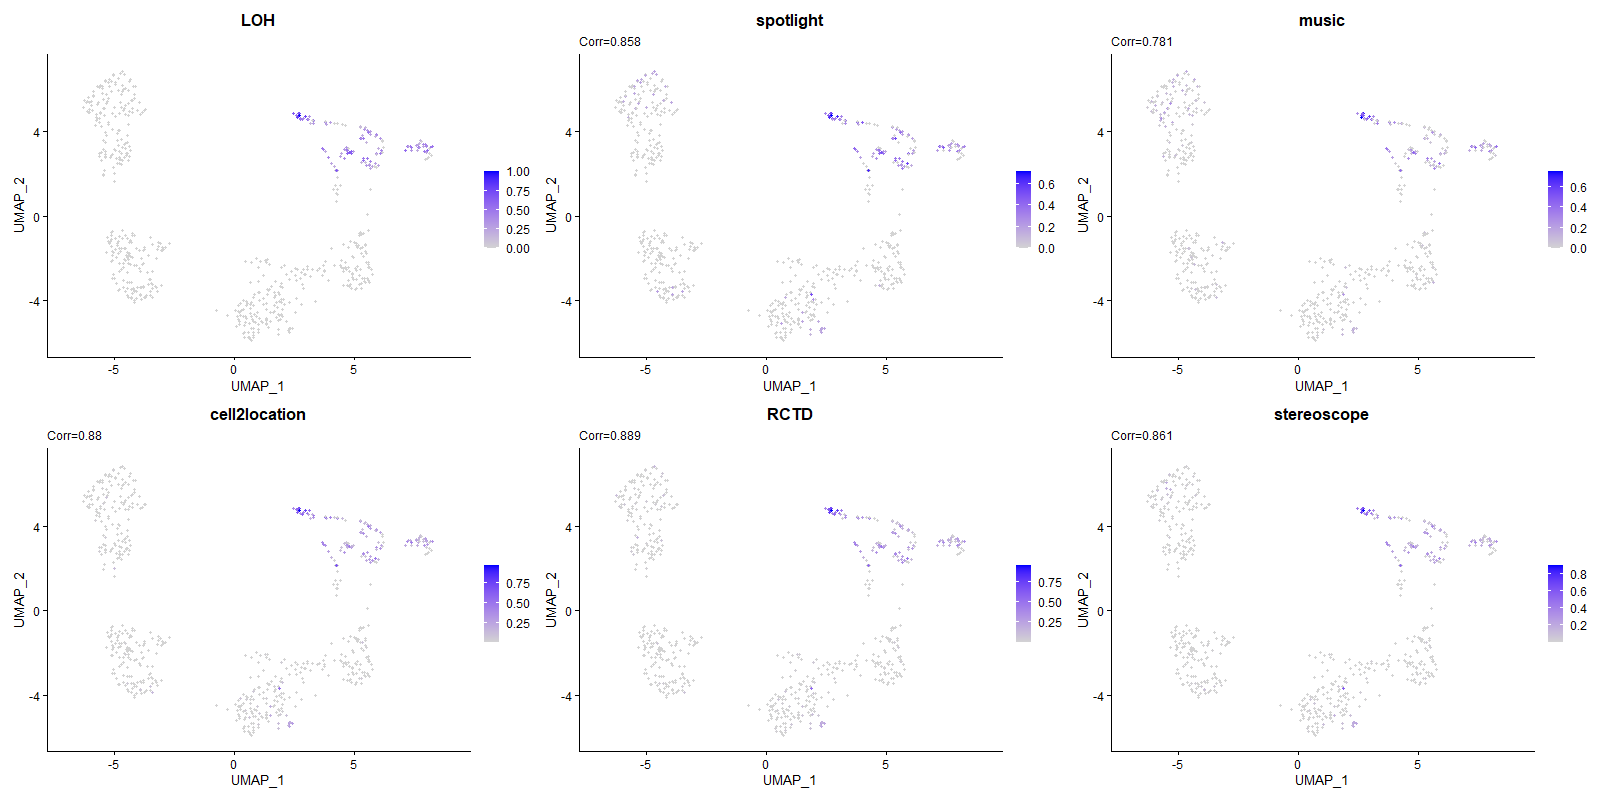 LOH
UMAP_2
4
0
-4
-5
0
5
UMAP_1
1.00
0.75
0.50
0.25
0.00
spotlight
Corr=0.858
UMAP_2
4
0
-4
-5
0
5
UMAP_1
0.6
0.4
0.2
0.0
music
Corr=0.781
UMAP_2
4
0
-4
-5
0
5
UMAP_1
0.6
0.4
0.2
0.0
cell2location
Corr=0.88
UMAP_2
4
0
-4
-5
0
5
UMAP_1
0.75
0.50
0.25
RCTD
Corr=0.889
UMAP_2
4
0
-4
-5
0
5
UMAP_1
0.75
0.50
0.25
stereoscope
Corr=0.861
UMAP_2
4
0
-4
-5
0
5
UMAP_1
0.8
0.6
0.4
0.2